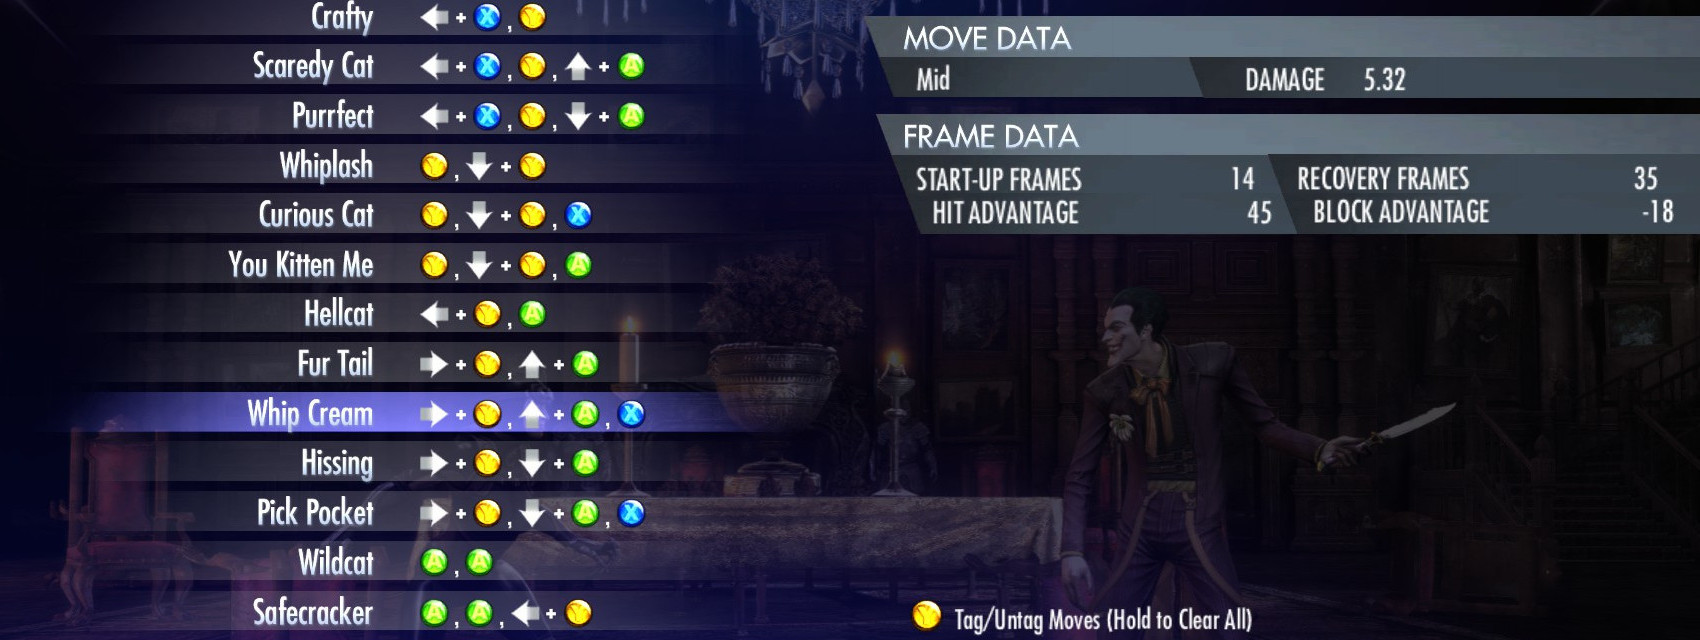 Crafty ← + X , Y
Scaredy Cat ← + X , Y , ↑ + A
Purrfect ← + X , Y , ↓ + A
Whiplash Y , ↓ + Y
Curious Cat Y , ↓ + Y , X
You Kitten Me Y , ↓ + Y , A
Hellcat ← + Y , A
Fur Tail → + Y , ↑ + A
Whip Cream → + Y , ↑ + A , X
Hissing → + Y , ↓ + A
Pick Pocket → + Y , ↓ + A , X
Wildcat A , A
Safecracker A , A , ← + Y
MOVE DATA
Mid DAMAGE 5.32
FRAME DATA
START-UP FRAMES 14 RECOVERY FRAMES 35
HIT ADVANTAGE 45 BLOCK ADVANTAGE -18
Y Tag/Untag Moves (Hold to Clear All)